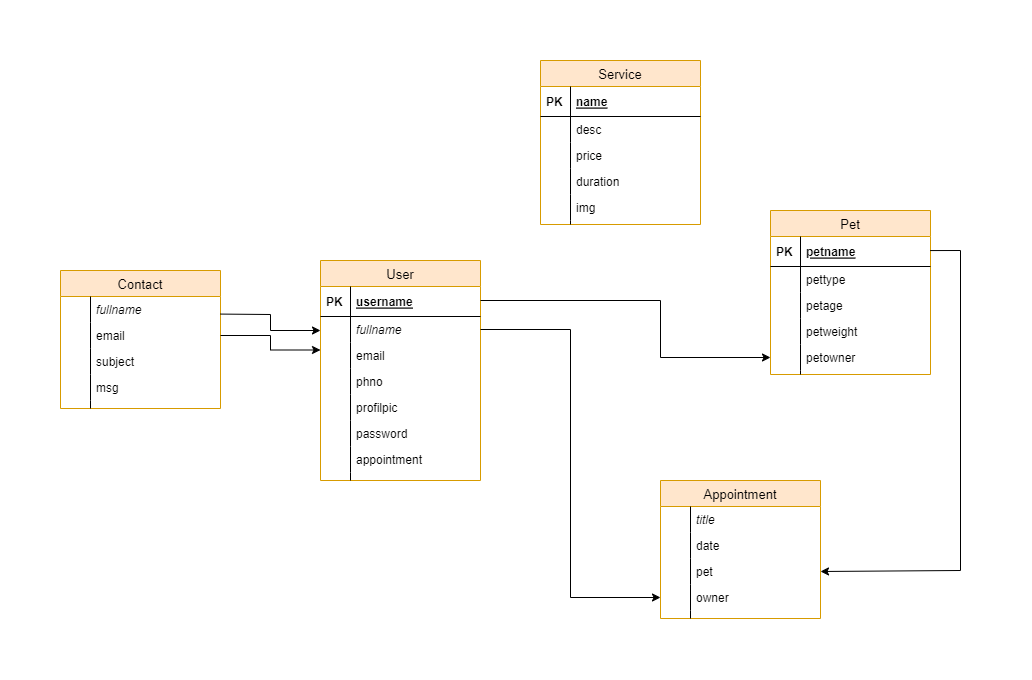 Service
PK name
desc
price
duration
img
Pet
PK petname
pettype
petage
petweight
petowner
Contact
fullname
email
subject
msg
User
PK username
fullname
email
phno
profilpic
password
appointment
Appointment
title
date
pet
owner